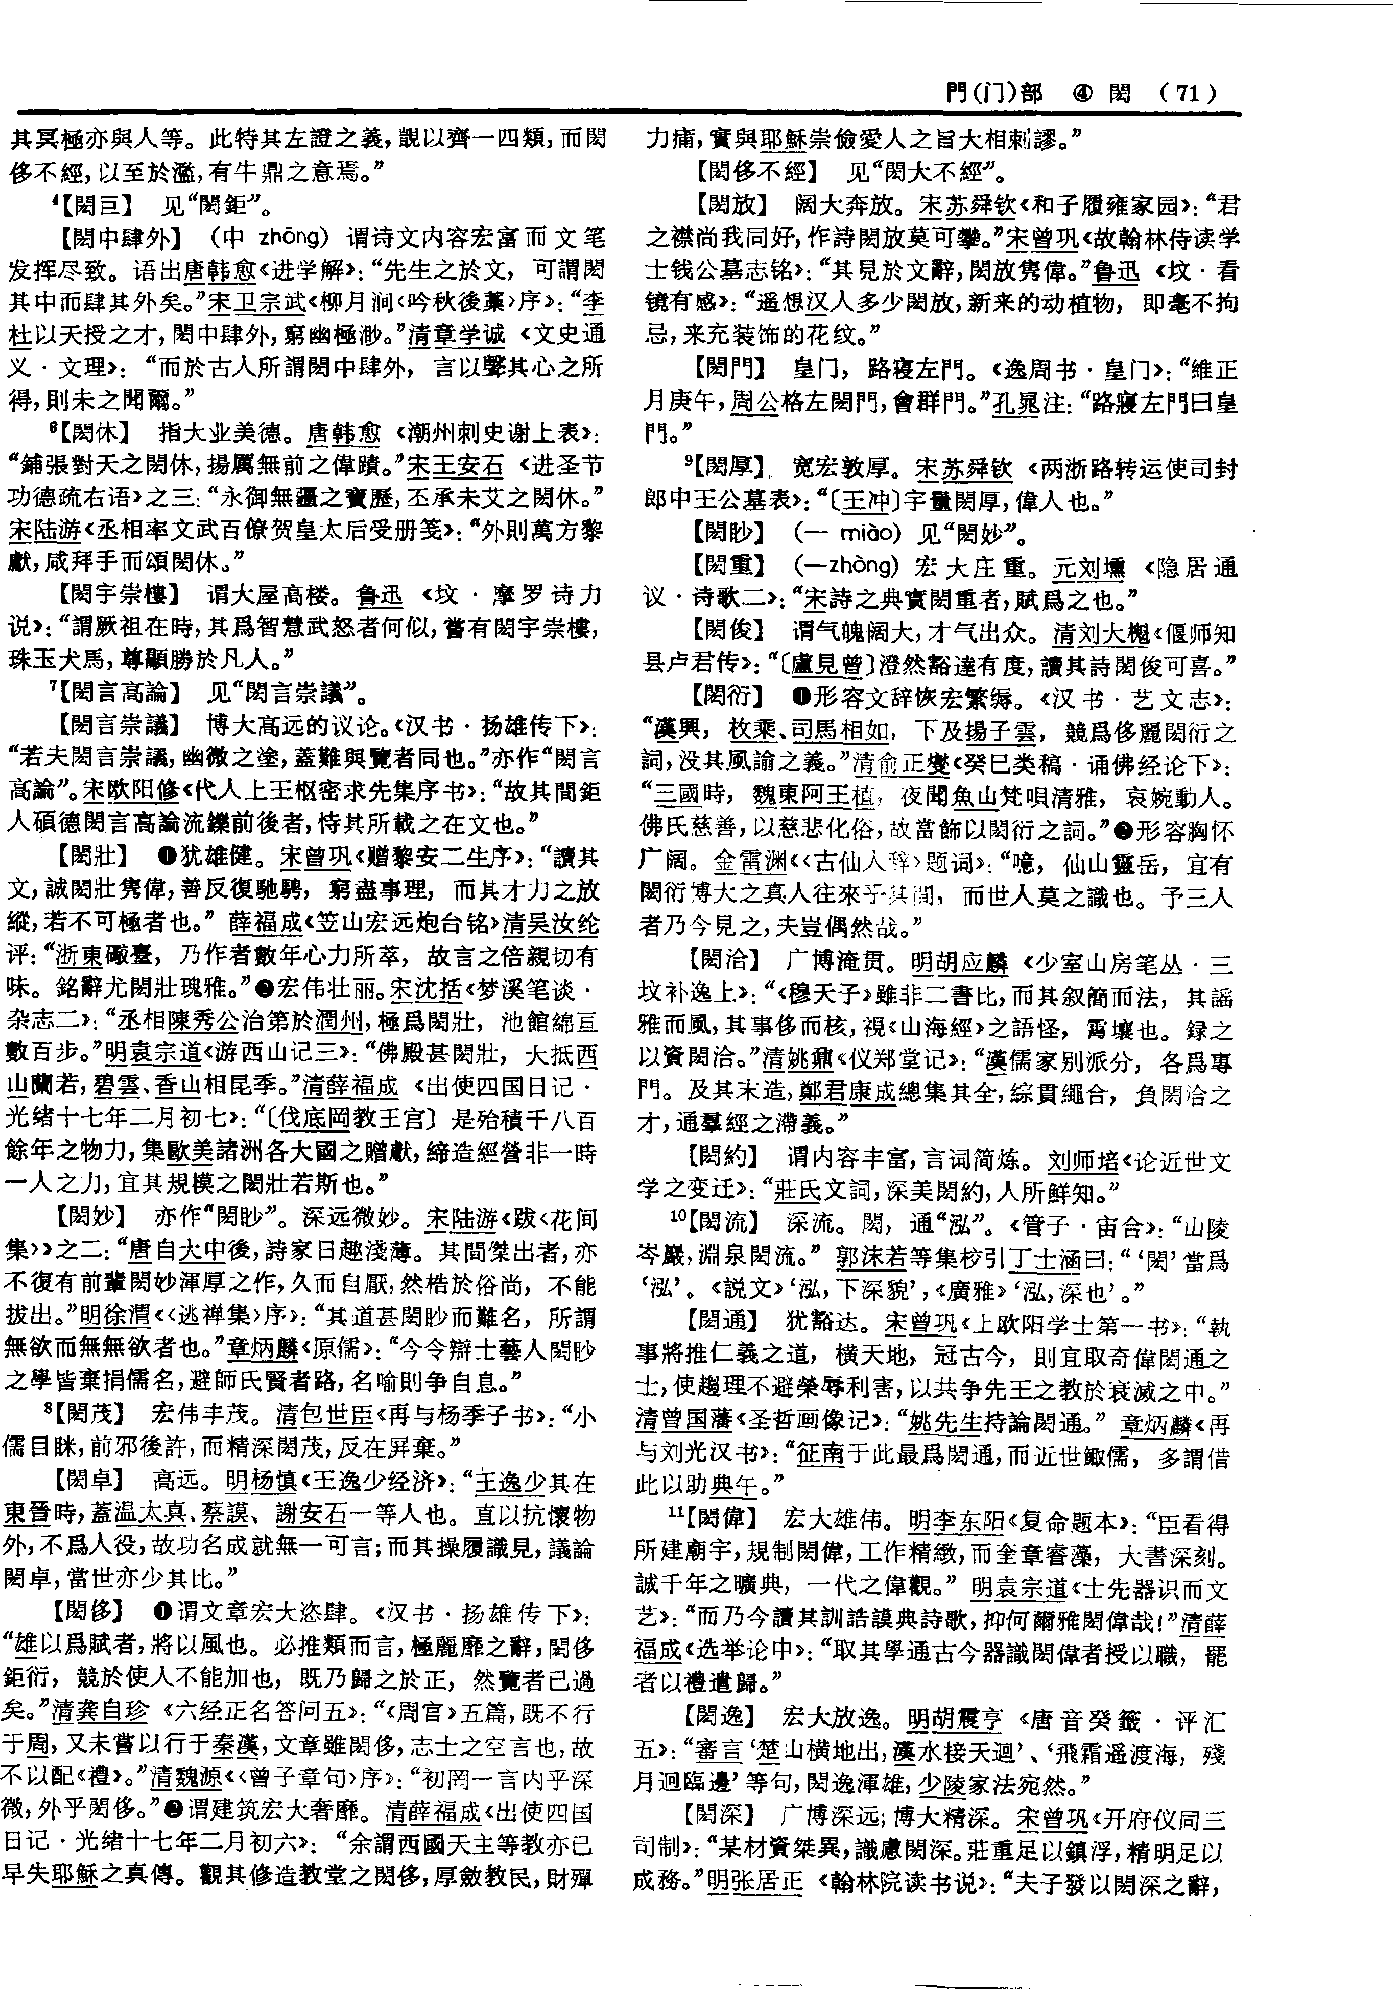 門(门)部 ④ 閎 (71)
其冥極亦與人等。此特其左證之義，覬以齊一四類，而閎
侈不經，以至於濫，有牛鼎之意焉。”
⁴【閎巨】 见“閎鉅”。
【閎中肆外】 (中 zhōng) 谓诗文内容宏富而文笔
发挥尽致。语出唐韩愈《进学解》：“先生之於文，可謂閎
其中而肆其外矣。”宋卫宗武《柳月涧〈吟秋後藁〉序》：“李
杜以天授之才，閎中肆外，窮幽極渺。”清章学诚《文史通
义·文理》：“而於古人所謂閎中肆外，言以聲其心之所
得，則未之聞爾。”
⁶【閎休】 指大业美德。唐韩愈《潮州刺史谢上表》：
“鋪張對天之閎休，揚厲無前之偉蹟。”宋王安石《进圣节
功德疏右语》之三：“永御無疆之寶歷，丕承未艾之閎休。”
宋陆游《丞相率文武百僚贺皇太后受册笺》：“外則萬方黎
獻，咸拜手而頌閎休。”
【閎宇崇樓】 谓大屋高楼。鲁迅《坟·摩罗诗力
说》：“謂厥祖在時，其爲智慧武怒者何似，嘗有閎宇崇樓，
珠玉犬馬，尊顯勝於凡人。”
⁷【閎言高論】 见“閎言崇議”。
【閎言崇議】 博大高远的议论。《汉书·扬雄传下》：
“若夫閎言崇議，幽微之塗，蓋難與覽者同也。”亦作“閎言
高論”。宋欧阳修《代人上王枢密求先集序书》：“故其間鉅
人碩德閎言高論流鑠前後者，恃其所載之在文也。”
【閎壯】 ❶犹雄健。宋曾巩《赠黎安二生序》：“讀其
文，誠閎壯隽偉，善反復馳騁，窮盡事理，而其才力之放
縱，若不可極者也。”薛福成《笠山宏远炮台铭》清吴汝纶
评：“浙東礮臺，乃作者數年心力所萃，故言之倍親切有
味。銘辭尤閎壯瑰雅。”❷宏伟壮丽。宋沈括《梦溪笔谈·
杂志二》：“丞相陳秀公治第於潤州，極爲閎壯，池館綿亘
數百步。”明袁宗道《游西山记三》：“佛殿甚閎壯，大抵西
山蘭若，碧雲、香山相昆季。”清薛福成《出使四国日记·
光绪十七年二月初七》：“〔伐底岡教王宫〕是殆積千八百
餘年之物力，集歐美諸洲各大國之贈獻，締造經營非一時
一人之力，宜其規模之閎壯若斯也。”
【閎妙】 亦作“閎眇”。深远微妙。宋陆游《跋〈花间
集〉》之二：“唐自大中後，詩家日趣淺薄。其間傑出者，亦
不復有前輩閎妙渾厚之作，久而自厭，然梏於俗尚，不能
拔出。”明徐渭《〈逃禅集〉序》：“其道甚閎眇而難名，所謂
無欲而無無欲者也。”章炳麟《原儒》：“今令辯士藝人閎眇
之學皆棄捐儒名，避師氏賢者路，名喻則争自息。”
⁸【閎茂】 宏伟丰茂。清包世臣《再与杨季子书》：“小
儒目眯，前邪後許，而精深閎茂，反在屏棄。”
【閎卓】 高远。明杨慎《王逸少经济》：“王逸少其在
東晉時，蓋温太真、蔡謨、謝安石一等人也。直以抗懷物
外，不爲人役，故功名成就無一可言；而其操履識見，議論
閎卓，當世亦少其比。”
【閎侈】 ❶谓文章宏大恣肆。《汉书·扬雄传下》：
“雄以爲賦者，將以風也。必推類而言，極麗靡之辭，閎侈
鉅衍，競於使人不能加也，既乃歸之於正，然覽者已過
矣。”清龚自珍《六经正名答问五》：“《周官》五篇，既不行
于周，又未嘗以行于秦漢，文章雖閎侈，志士之空言也，故
不以配《禮》。”清魏源《〈曾子章句〉序》：“初罔一言内乎深
微，外乎閎侈。”❷谓建筑宏大奢靡。清薛福成《出使四国
日记·光绪十七年二月初六》：“余謂西國天主等教亦已
早失耶穌之真傳。觀其修造教堂之閎侈，厚斂教民，財殫
力痡，實與耶穌崇儉愛人之旨大相剌謬。”
【閎侈不經】 见“閎大不經”。
【閎放】 阔大奔放。宋苏舜钦《和子履雍家园》：“君
之襟尚我同好，作詩閎放莫可攀。”宋曾巩《故翰林侍读学
士钱公墓志铭》：“其見於文辭，閎放隽偉。”鲁迅《坟·看
镜有感》：“遥想汉人多少閎放，新来的动植物，即毫不拘
忌，来充装饰的花纹。”
【閎門】 皇门，路寝左門。《逸周书·皇门》：“維正
月庚午，周公格左閎門，會群門。”孔晁注：“路寢左門曰皇
門。”
⁹【閎厚】 宽宏敦厚。宋苏舜钦《两浙路转运使司封
郎中王公墓表》：“〔王冲〕字量閎厚，偉人也。”
【閎眇】 (一 miào) 见“閎妙”。
【閎重】 (一zhòng) 宏大庄重。元刘壎《隐居通
议·诗歌二》：“宋詩之典實閎重者，賦爲之也。”
【閎俊】 谓气魄阔大，才气出众。清刘大櫆《偃师知
县卢君传》：“〔盧見曾〕澄然豁達有度，讀其詩閎俊可喜。”
【閎衍】 ❶形容文辞恢宏繁缛。《汉书·艺文志》：
“漢興，枚乘、司馬相如，下及揚子雲，競爲侈麗閎衍之
詞，没其風諭之義。”清俞正燮《癸巳类稿·诵佛经论下》：
“三國時，魏東阿王植，夜聞魚山梵唄清雅，哀婉動人。
佛氏慈善，以慈悲化俗，故當飾以閎衍之詞。”❷形容胸怀
广阔。金雷渊《〈古仙人辞〉题词》：“噫，仙山靈岳，宜有
閎衍博大之真人往來乎其間，而世人莫之識也。予三人
者乃今見之，夫豈偶然哉。”
【閎洽】 广博淹贯。明胡应麟《少室山房笔丛·三
坟补逸上》：“《穆天子》雖非二書比，而其叙簡而法，其謡
雅而風，其事侈而核，視《山海經》之語怪，霄壤也。録之
以資閎洽。”清姚鼐《仪郑堂记》：“漢儒家别派分，各爲專
門。及其末造，鄭君康成總集其全，綜貫繩合，負閎洽之
才，通羣經之滯義。”
【閎約】 谓内容丰富，言词简炼。刘师培《论近世文
学之变迁》：“莊氏文詞，深美閎約，人所鮮知。”
¹⁰【閎流】 深流。閎，通“泓”。《管子·宙合》：“山陵
岑巖，淵泉閎流。”郭沫若等集校引丁士涵曰：“‘閎’當爲
‘泓’。《説文》‘泓，下深貌’，《廣雅》‘泓，深也’。”
【閎通】 犹豁达。宋曾巩《上欧阳学士第一书》：“執
事將推仁義之道，横天地，冠古今，則宜取奇偉閎通之
士，使趨理不避榮辱利害，以共争先王之教於衰滅之中。”
清曾国藩《圣哲画像记》：“姚先生持論閎通。”章炳麟《再
与刘光汉书》：“征南于此最爲閎通，而近世鯫儒，多謂借
此以助典午。”
¹¹【閎偉】 宏大雄伟。明李东阳《复命题本》：“臣看得
所建廟宇，規制閎偉，工作精緻，而奎章睿藻，大書深刻。
誠千年之曠典，一代之偉觀。”明袁宗道《士先器识而文
艺》：“而乃今讀其訓誥謨典詩歌，抑何爾雅閎偉哉！”清薛
福成《选举论中》：“取其學通古今器識閎偉者授以職，罷
者以禮遣歸。”
【閎逸】 宏大放逸。明胡震亨《唐音癸籖·评汇
五》：“審言‘楚山横地出，漢水接天迴’、‘飛霜遥渡海，殘
月迴臨邊’等句，閎逸渾雄，少陵家法宛然。”
【閎深】 广博深远；博大精深。宋曾巩《开府仪同三
司制》：“某材資桀異，識慮閎深。莊重足以鎮浮，精明足以
成務。”明张居正《翰林院读书说》：“夫子發以閎深之辭，